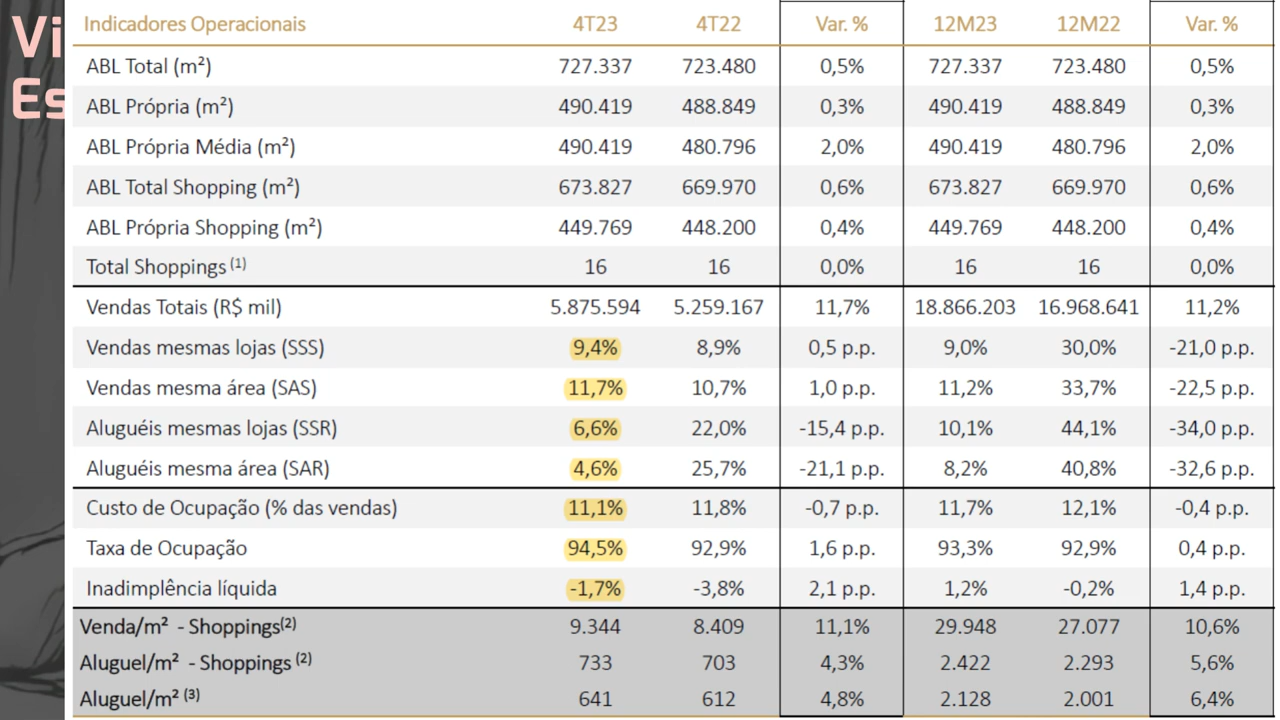 Vi
Es
Indicadores Operacionais 4T23 4T22 Var. % 12M23 12M22 Var. %
ABL Total (m²) 727.337 723.480 0,5% 727.337 723.480 0,5%
ABL Própria (m²) 490.419 488.849 0,3% 490.419 488.849 0,3%
ABL Própria Média (m²) 490.419 480.796 2,0% 490.419 480.796 2,0%
ABL Total Shopping (m²) 673.827 669.970 0,6% 673.827 669.970 0,6%
ABL Própria Shopping (m²) 449.769 448.200 0,4% 449.769 448.200 0,4%
Total Shoppings (1) 16 16 0,0% 16 16 0,0%
Vendas Totais (R$ mil) 5.875.594 5.259.167 11,7% 18.866.203 16.968.641 11,2%
Vendas mesmas lojas (SSS) 9,4% 8,9% 0,5 p.p. 9,0% 30,0% -21,0 p.p.
Vendas mesma área (SAS) 11,7% 10,7% 1,0 p.p. 11,2% 33,7% -22,5 p.p.
Aluguéis mesmas lojas (SSR) 6,6% 22,0% -15,4 p.p. 10,1% 44,1% -34,0 p.p.
Aluguéis mesma área (SAR) 4,6% 25,7% -21,1 p.p. 8,2% 40,8% -32,6 p.p.
Custo de Ocupação (% das vendas) 11,1% 11,8% -0,7 p.p. 11,7% 12,1% -0,4 p.p.
Taxa de Ocupação 94,5% 92,9% 1,6 p.p. 93,3% 92,9% 0,4 p.p.
Inadimplência líquida -1,7% -3,8% 2,1 p.p. 1,2% -0,2% 1,4 p.p.
Venda/m² - Shoppings(2) 9.344 8.409 11,1% 29.948 27.077 10,6%
Aluguel/m² - Shoppings (2) 733 703 4,3% 2.422 2.293 5,6%
Aluguel/m² (3) 641 612 4,8% 2.128 2.001 6,4%